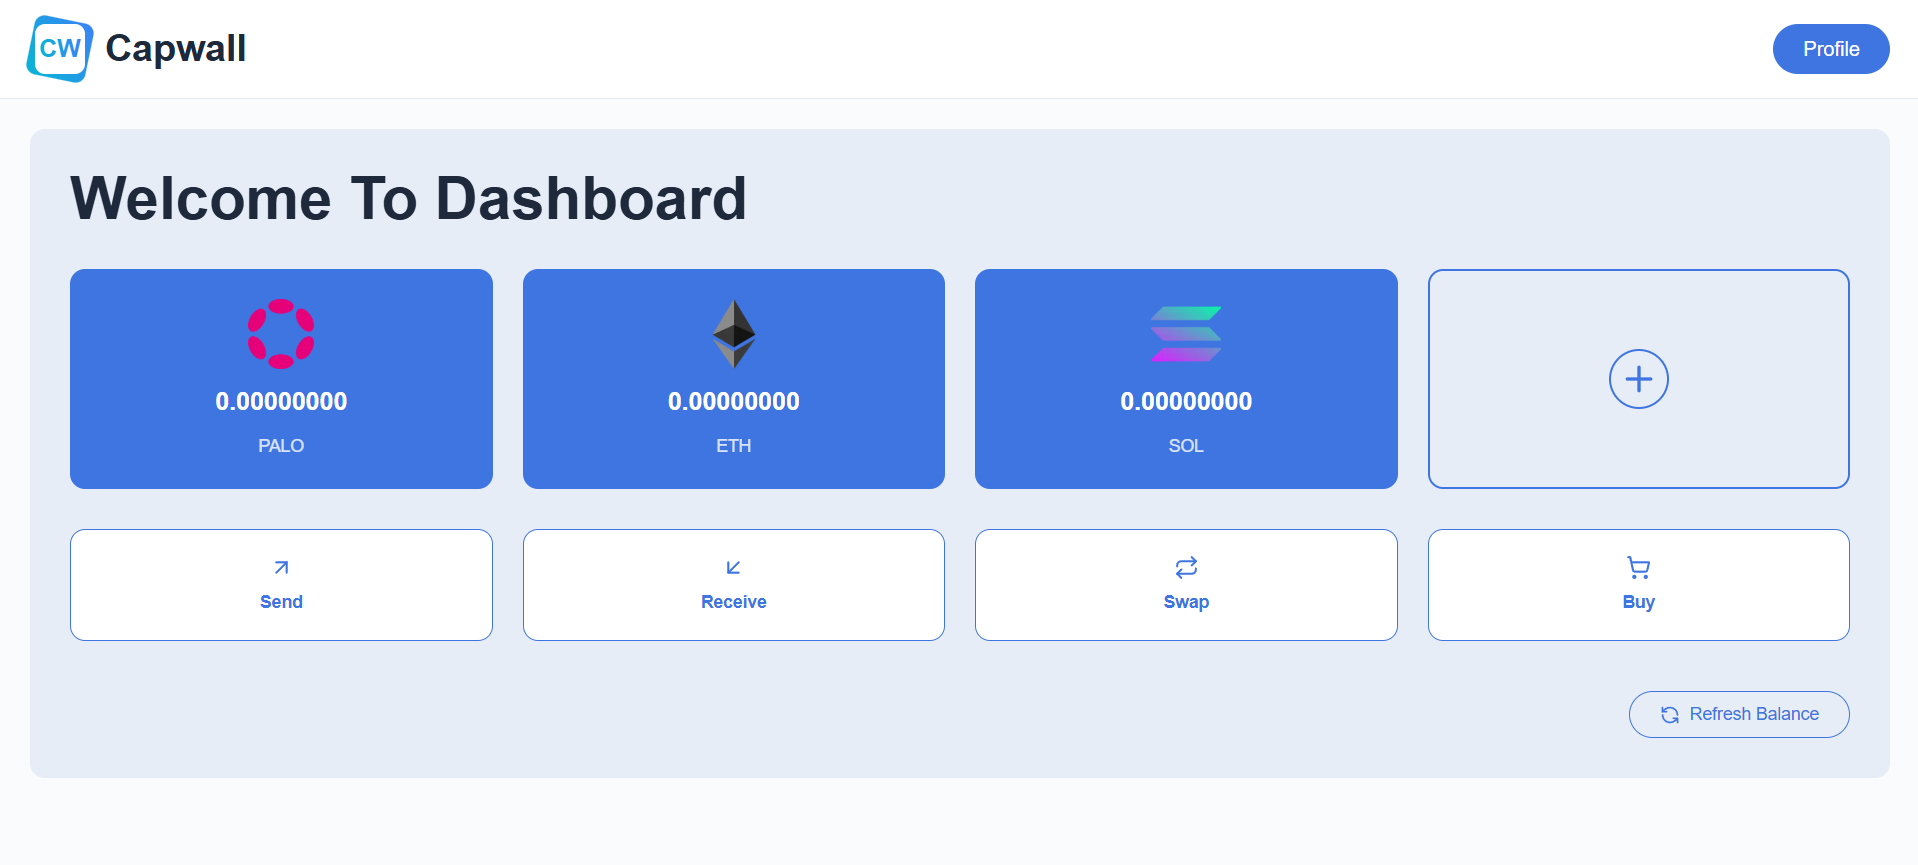 CW Capwall
Profile
Welcome To Dashboard
0.00000000
PALO
0.00000000
ETH
0.00000000
SOL
Send
Receive
Swap
Buy
Refresh Balance